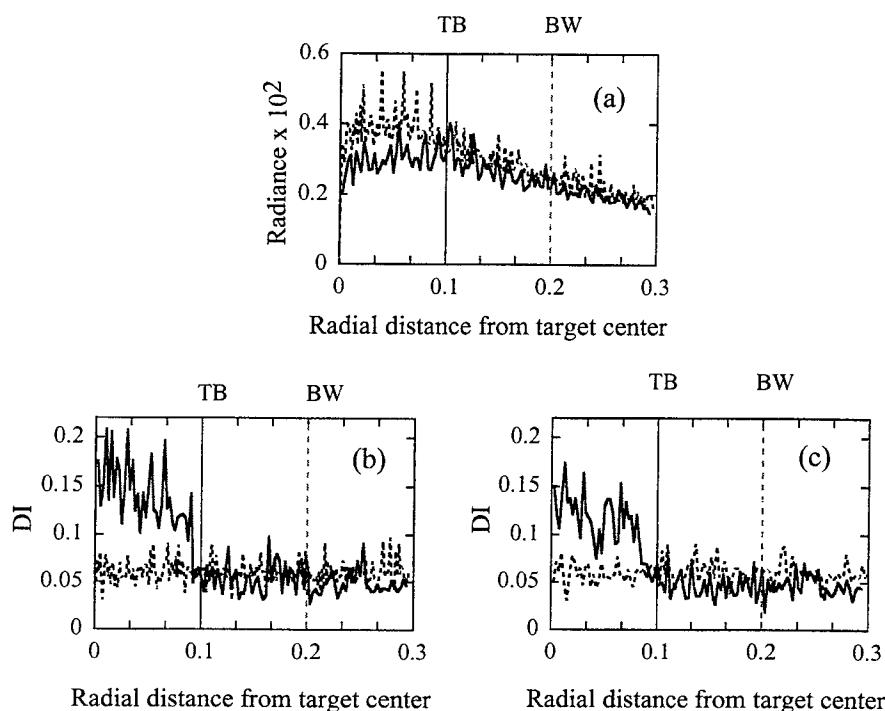 TB BW
0.6
0.4
0.2
0
Radiance x 10²
(a)
0 0.1 0.2 0.3
Radial distance from target center
TB BW
0.2
0.15
0.1
0.05
0
DI
(b)
0 0.1 0.2 0.3
Radial distance from target center
TB BW
0.2
0.15
0.1
0.05
0
DI
(c)
0 0.1 0.2 0.3
Radial distance from target center